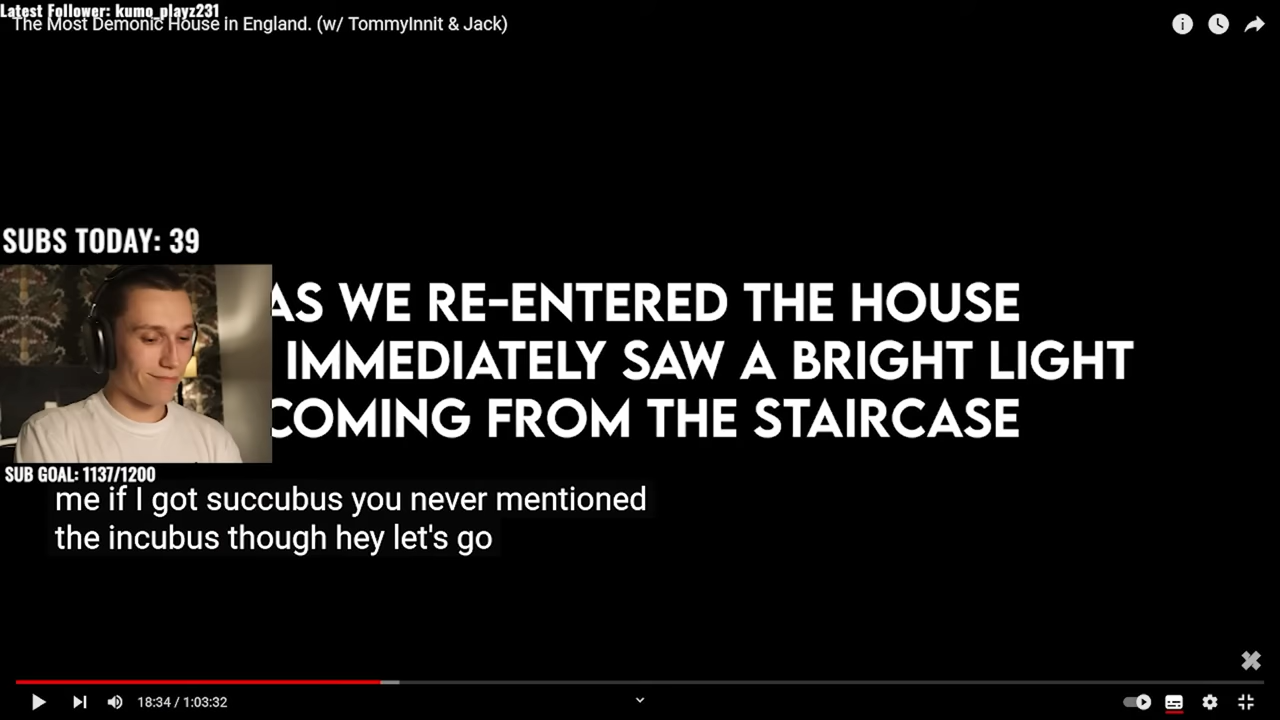 Latest Follower: kumo_playz231
The Most Demonic House in England. (w/ TommyInnit & Jack)
SUBS TODAY: 39
AS WE RE-ENTERED THE HOUSE
IMMEDIATELY SAW A BRIGHT LIGHT
COMING FROM THE STAIRCASE
SUB GOAL: 1137/1200
me if I got succubus you never mentioned
the incubus though hey let's go
18:34 / 1:03:32